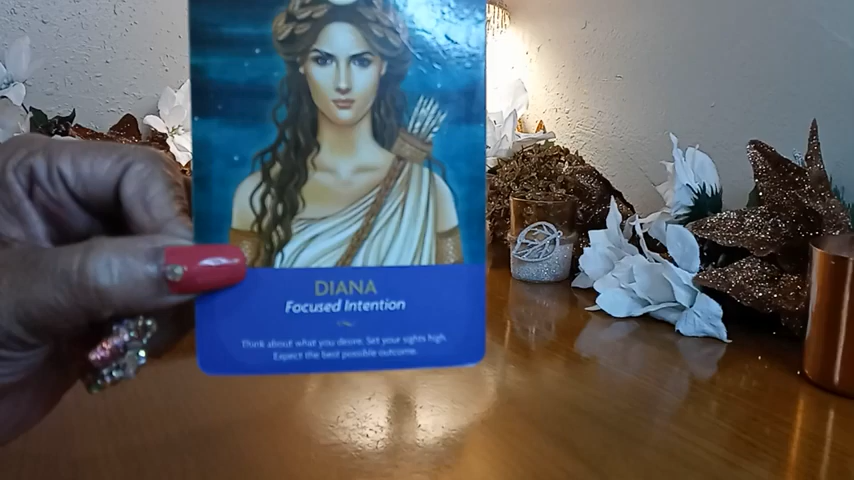 DIANA
Focused Intention
Think about what you desire. Set your sights high.
Expect the best possible outcome.